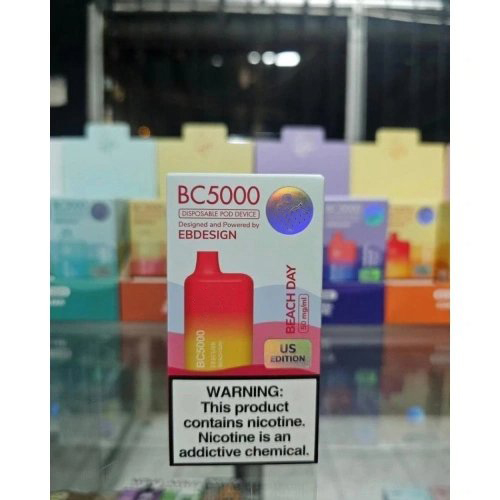 BC5000
DISPOSABLE POD DEVICE
Designed and Powered by
EBDESIGN
BEACH DAY
50 mg/ml
BC5000
EBDESIGN
US
EDITION
WARNING:
This product
contains nicotine.
Nicotine is an
addictive chemical.